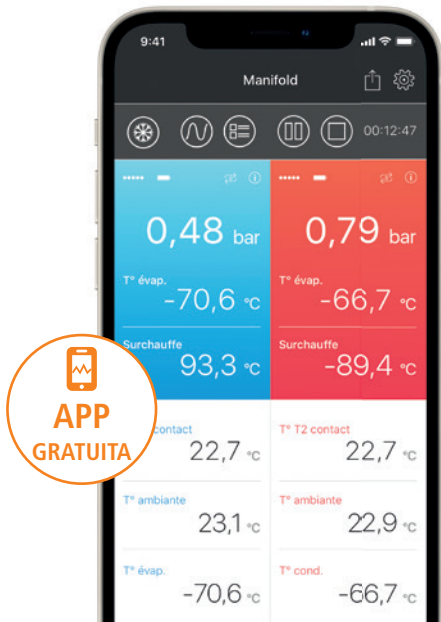 9:41
Manifold
00:12:47
0,48 bar
0,79 bar
T° évap.
-70,6 °C
T° évap.
-66,7 °C
Surchauffe
93,3 °C
Surchauffe
-89,4 °C
contact
22,7 °C
T° T2 contact
22,7 °C
T° ambiante
23,1 °C
T° ambiante
22,9 °C
T° évap.
-70,6 °C
T° cond.
-66,7 °C
APP
GRATUITA